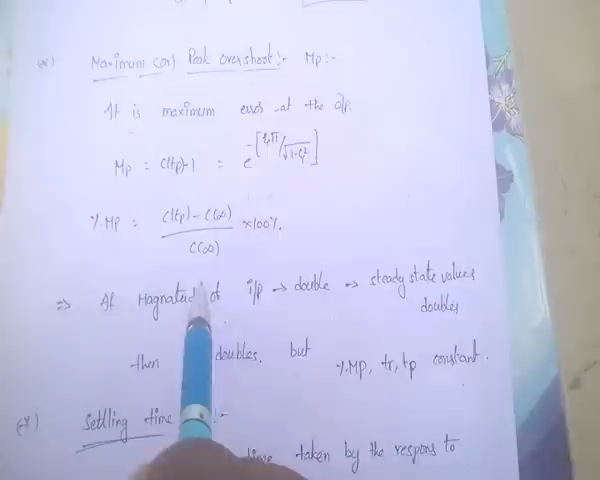 (*) Maximum (or) Peak overshoot :- Mp :-
It is maximum error at the o/p.
Mp = c(tp)-1 = e^-[ξπ/√1-ξ²]
%Mp = c(tp) - c(∞) / c(∞) ×100%.
⇒ If Magnitude of i/p → double → steady state values doubles
then doubles. but %Mp, tr, tp constant.
(*) Settling time :-
time taken by the respons to